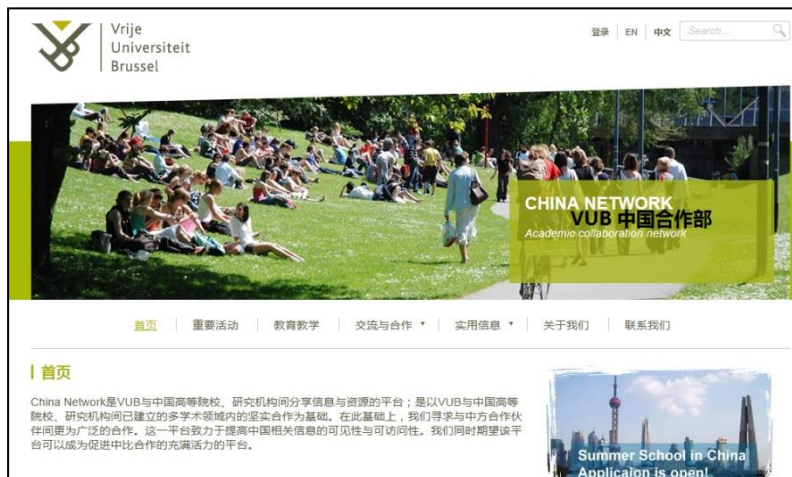 Vrije
Universiteit
Brussel
登录 | EN | 中文
Search...
CHINA NETWORK
VUB 中国合作部
Academic collaboration network
首页 | 重要活动 | 教育教学 | 交流与合作 ▾ | 实用信息 ▾ | 关于我们 | 联系我们
首页
China Network是VUB与中国高等院校、研究机构间分享信息与资源的平台；是以VUB与中国高等
院校、研究机构间已建立的多学术领域内的坚实合作为基础。在此基础上，我们寻求与中方合作伙
伴间更为广泛的合作。这一平台致力于提高中国相关信息的可见性与可访问性。我们同时期望该平
台可以成为促进中比合作的充满活力的平台。
Summer School in China
Applicaion is open!